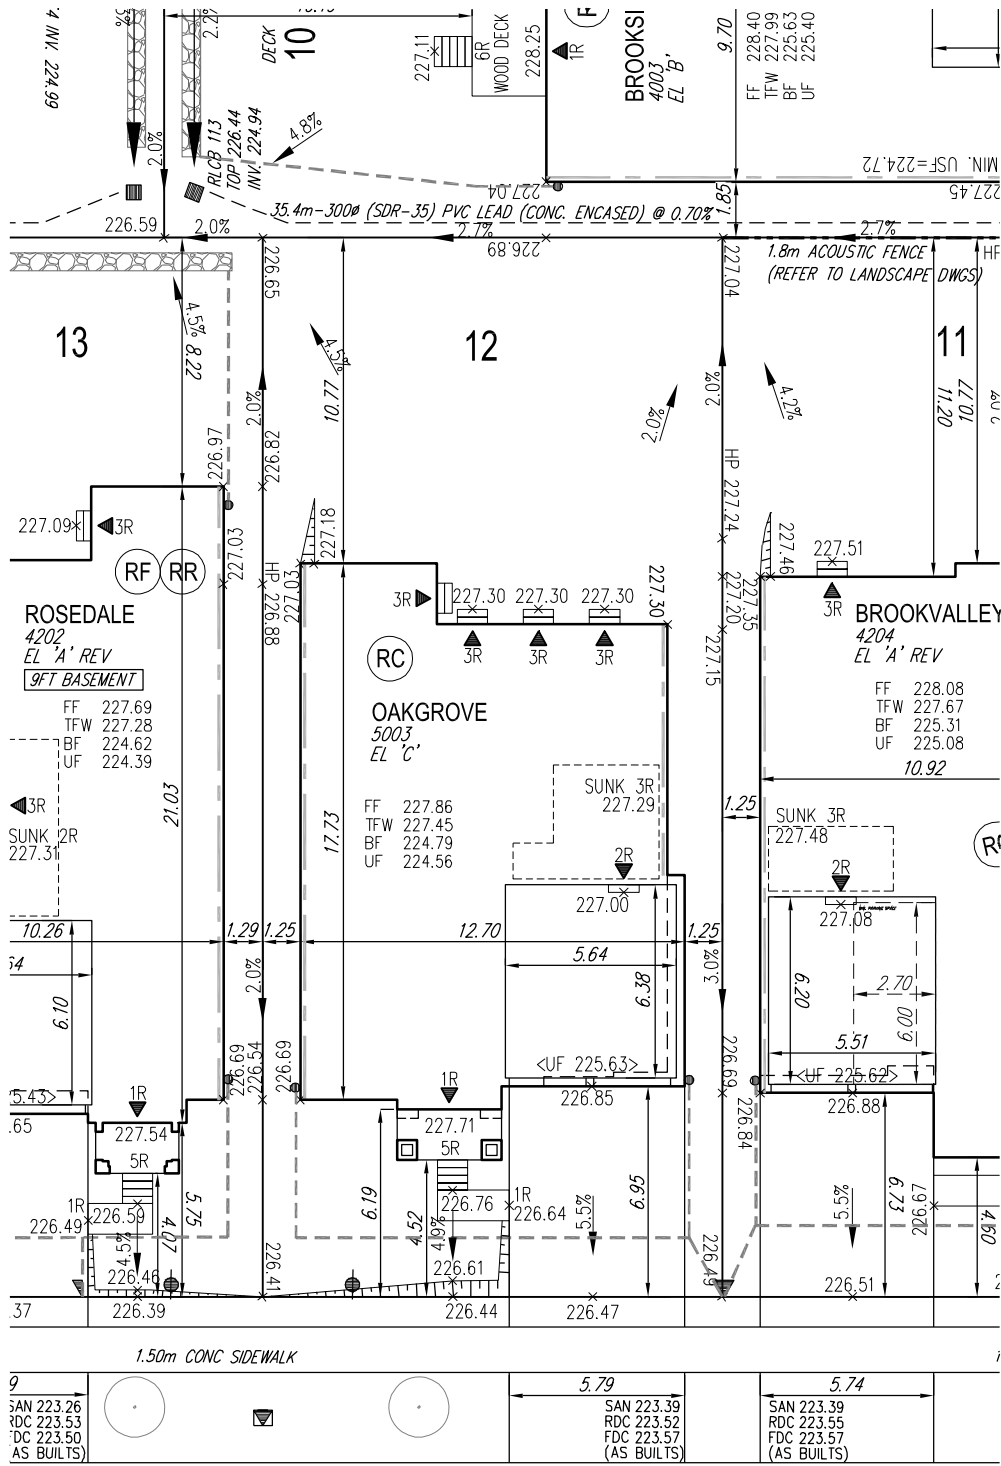 INV. 224.99
2.0%
DECK
10
227.11
6R
WOOD DECK
228.25
1R
BROOKSI
4003
EL 'B'
9.70
FF 228.40
TFW 227.99
BF 225.63
UF 225.40
4.8%
RLCB 113
TOP 226.44
INV. 224.94
MIN. USF=224.72
227.45
227.04
1.85
35.4m-300ø (SDR-35) PVC LEAD (CONC. ENCASED) @ 0.70%
226.59
2.0%
2.7%
226.89
2.7%
1.8m ACOUSTIC FENCE
(REFER TO LANDSCAPE DWGS)
HP
226.65
227.04
13
12
11
4.5%
8.22
4.5%
10.77
2.0%
2.0%
2.0%
4.2%
11.20
10.77
226.97
226.82
HP 227.24
227.09
3R
227.03
227.18
227.46
227.51
RF
RR
HP 226.88
227.03
3R
227.30
227.30
227.30
227.30
227.20
227.35
227.15
3R
3R
3R
3R
ROSEDALE
4202
EL 'A' REV
9FT BASEMENT
FF 227.69
TFW 227.28
BF 224.62
UF 224.39
RC
OAKGROVE
5003
EL 'C'
FF 227.86
TFW 227.45
BF 224.79
UF 224.56
BROOKVALLEY
4204
EL 'A' REV
FF 228.08
TFW 227.67
BF 225.31
UF 225.08
10.92
21.03
17.73
3R
SUNK 2R
227.31
SUNK 3R
227.29
1.25
SUNK 3R
227.48
2R
227.00
2R
227.08
10.26
1.29
1.25
12.70
1.25
5.64
6.10
2.0%
6.38
3.0%
6.20
2.70
6.00
5.51
<UF 225.63>
<UF 225.62>
226.69
226.54
226.69
226.69
226.84
226.85
226.88
1R
227.54
5R
1R
227.71
5R
1R
226.49
226.59
4.5%
4.07
5.75
6.19
4.52
4.9%
226.76
1R
226.64
5.5%
6.95
5.5%
6.73
226.67
4.60
226.46
226.41
226.61
226.49
226.39
226.44
226.47
226.51
1.50m CONC SIDEWALK
5.79
5.74
SAN 223.26
RDC 223.53
FDC 223.50
(AS BUILTS)
SAN 223.39
RDC 223.52
FDC 223.57
(AS BUILTS)
SAN 223.39
RDC 223.55
FDC 223.57
(AS BUILTS)